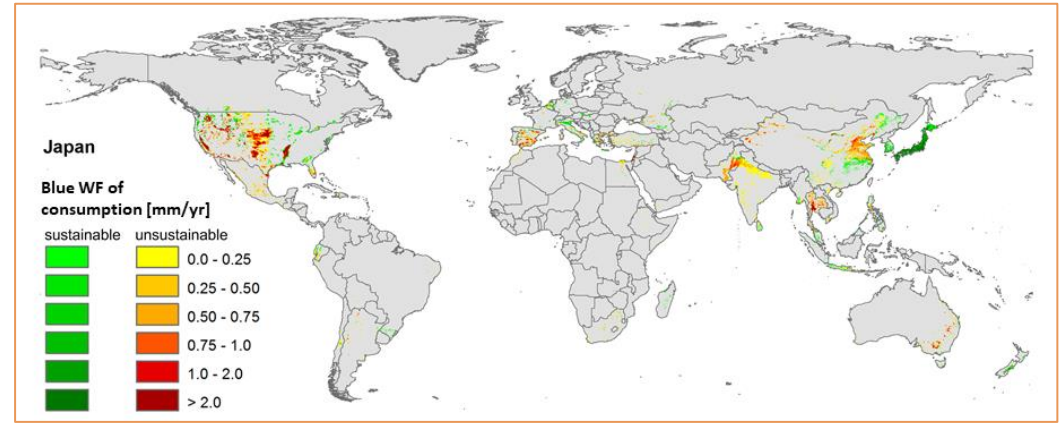 Japan
Blue WF of
consumption [mm/yr]
sustainable unsustainable
0.0 - 0.25
0.25 - 0.50
0.50 - 0.75
0.75 - 1.0
1.0 - 2.0
> 2.0